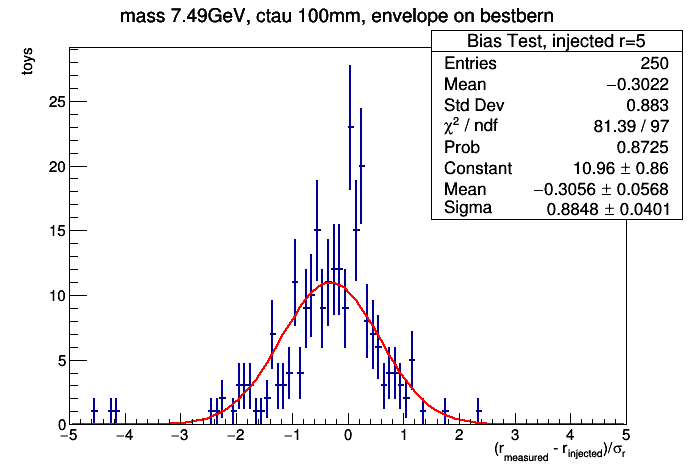 mass 7.49GeV, ctau 100mm, envelope on bestbern
Bias Test, injected r=5
Entries 250
Mean −0.3022
Std Dev 0.883
χ² / ndf 81.39 / 97
Prob 0.8725
Constant 10.96 ± 0.86
Mean −0.3056 ± 0.0568
Sigma 0.8848 ± 0.0401
toys
25
20
15
10
5
0
−5 −4 −3 −2 −1 0 1 2 3 4 5
(r_measured - r_injected)/σ_r